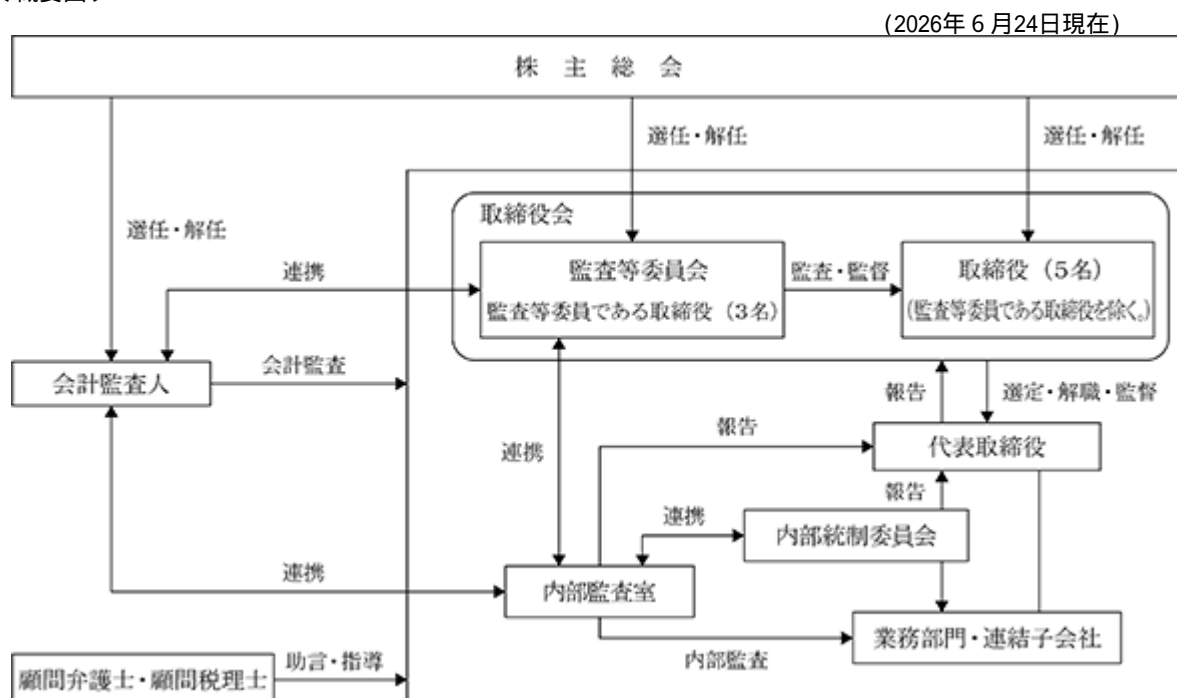 (2026年6月24日現在)
株主総会
選任・解任
選任・解任
選任・解任
取締役会
連携
監査等委員会
監査等委員である取締役(3名)
監査・監督
取締役(5名)
(監査等委員である取締役を除く。)
会計監査人
会計監査
報告
選定・解職・監督
連携
報告
代表取締役
報告
連携
内部統制委員会
連携
内部監査室
業務部門・連結子会社
内部監査
顧問弁護士・顧問税理士
助言・指導